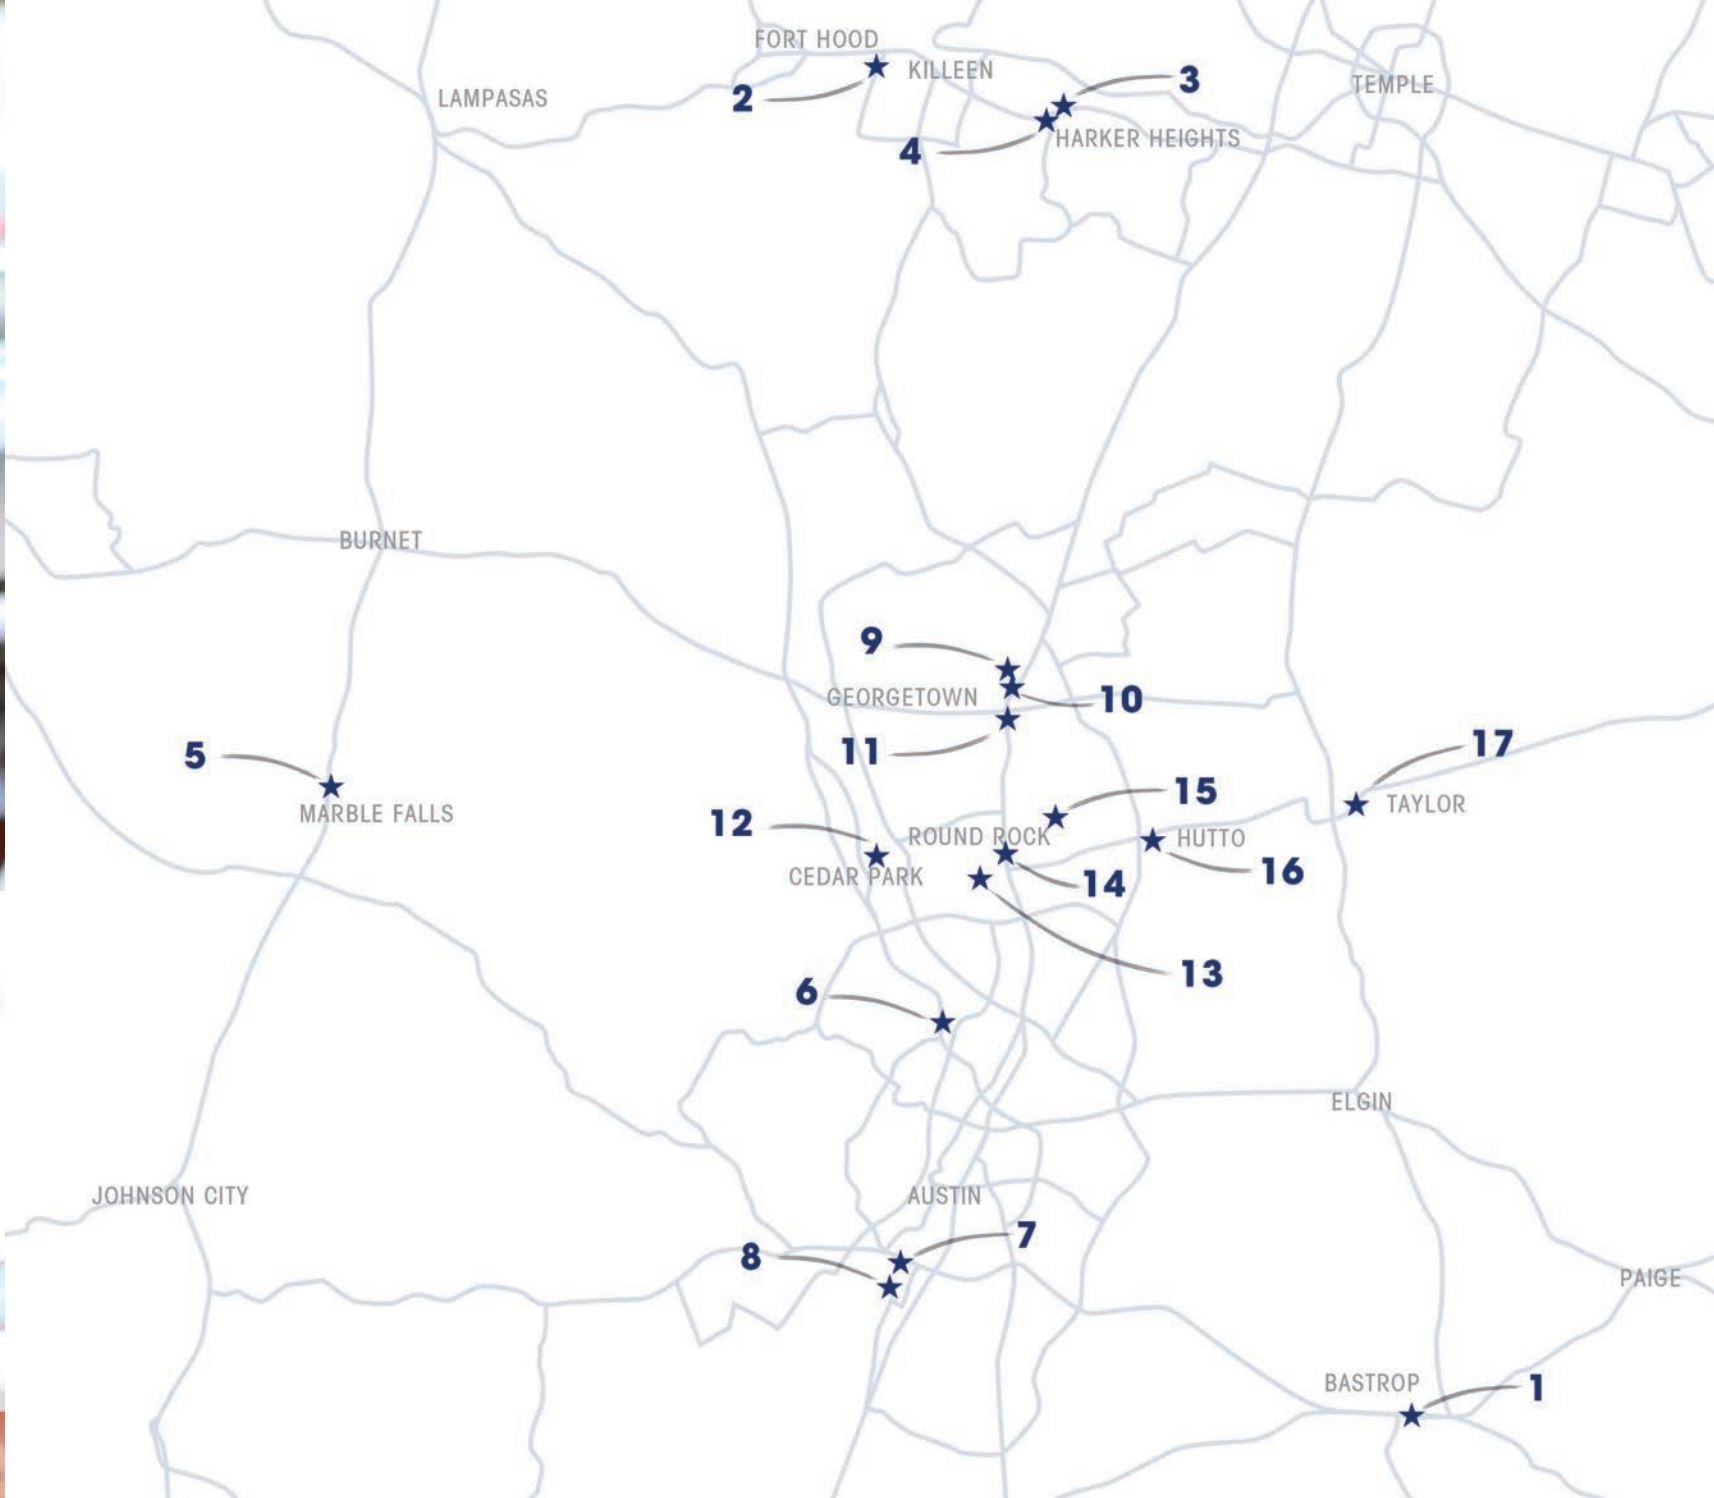 FORT HOOD
KILLEEN
3
TEMPLE
LAMPASAS
2
HARKER HEIGHTS
4
BURNET
9
GEORGETOWN
10
11
5
MARBLE FALLS
17
TAYLOR
15
12
ROUND ROCK
HUTTO
CEDAR PARK
16
14
13
6
ELGIN
JOHNSON CITY
AUSTIN
7
8
PAIGE
BASTROP
1